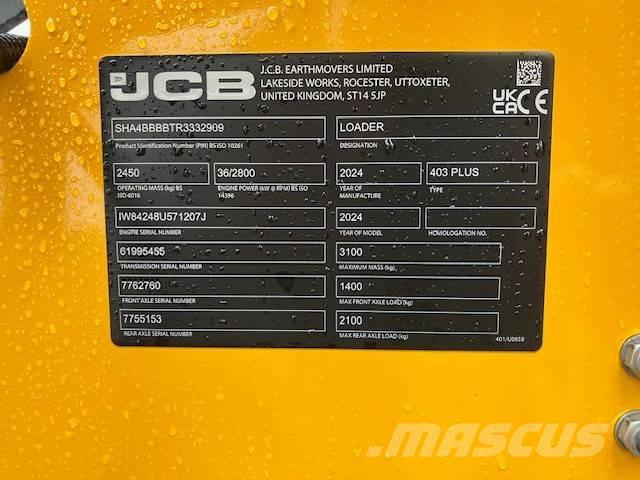 JCB
J.C.B. EARTHMOVERS LIMITED
LAKESIDE WORKS, ROCESTER, UTTOXETER,
UNITED KINGDOM, ST14 5JP
UK
CA CE
SHA4BBBBTR3332909
LOADER
Product Identification Number (PIN) BS ISO 10261
DESIGNATION
2450
36/2800
2024
403 PLUS
OPERATING MASS (kg) BS
ISO 6016
ENGINE POWER (kW @ RPM) BS ISO
14396
YEAR OF
MANUFACTURE
TYPE
IW84248U571207J
2024
ENGINE SERIAL NUMBER
YEAR OF MODEL
HOMOLOGATION NO.
61995455
3100
TRANSMISSION SERIAL NUMBER
MAXIMUM MASS (kg)
7762760
1400
FRONT AXLE SERIAL NUMBER
MAX FRONT AXLE LOAD (kg)
7755153
2100
REAR AXLE SERIAL NUMBER
MAX REAR AXLE LOAD (kg)
401/U0858
MASCUS